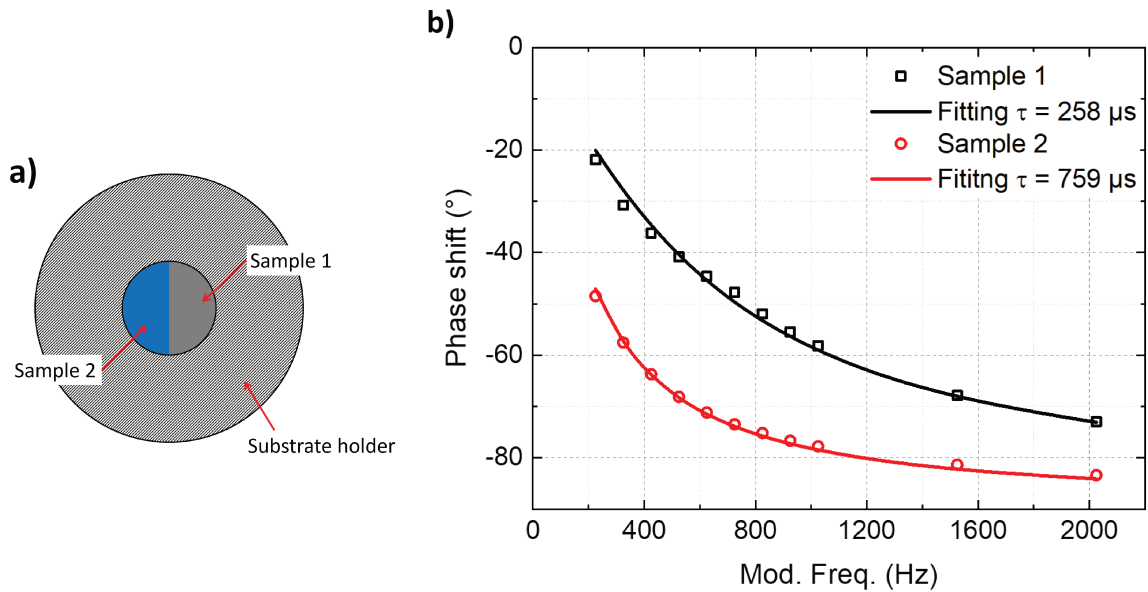 a)
Sample 1
Sample 2
Substrate holder
b)
0
-20
-40
-60
-80
Phase shift (°)
Sample 1
Fitting τ = 258 µs
Sample 2
Fititng τ = 759 µs
0
400
800
1200
1600
2000
Mod. Freq. (Hz)